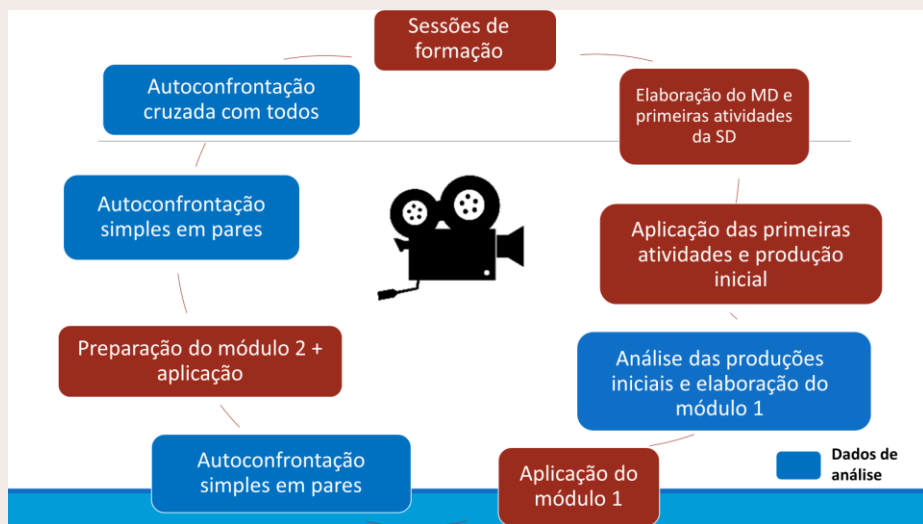 Sessões de
formação
Elaboração do MD e
primeiras atividades
da SD
Aplicação das primeiras
atividades e produção
inicial
Análise das produções
iniciais e elaboração do
módulo 1
Aplicação do
módulo 1
Autoconfrontação
simples em pares
Preparação do módulo 2 +
aplicação
Autoconfrontação
simples em pares
Autoconfrontação
cruzada com todos
Dados de
análise